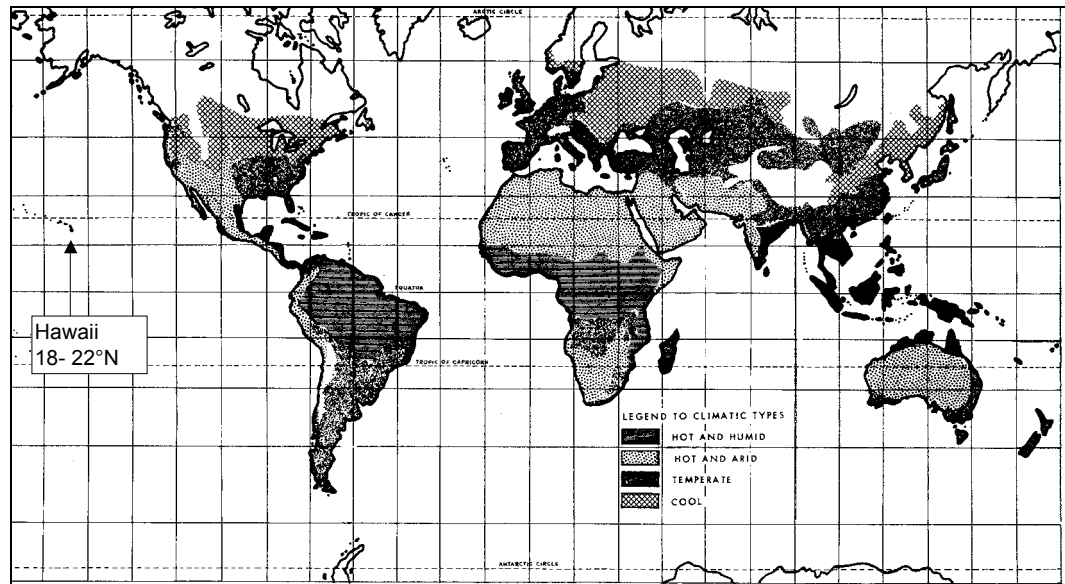 ARCTIC CIRCLE
TROPIC OF CANCER
Hawaii
18- 22°N
EQUATOR
TROPIC OF CAPRICORN
LEGEND TO CLIMATIC TYPES
HOT AND HUMID
HOT AND ARID
TEMPERATE
COOL
ANTARCTIC CIRCLE